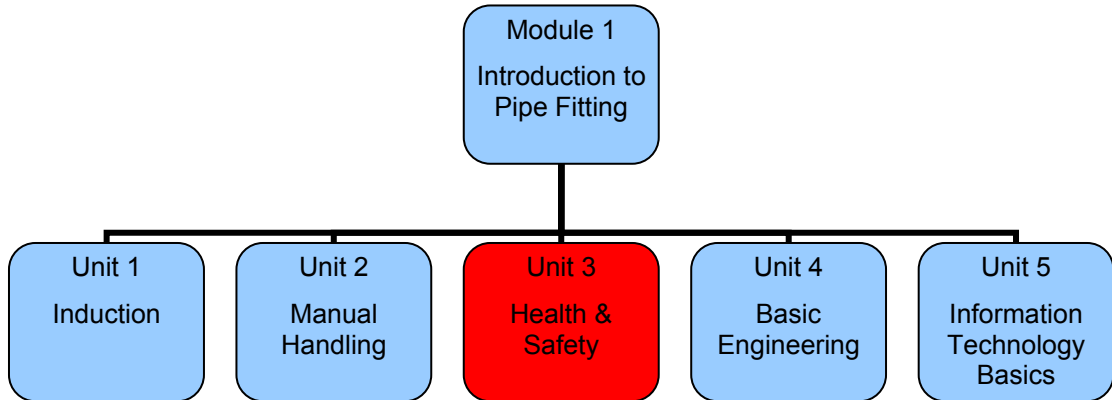 Module 1
Introduction to
Pipe Fitting
Unit 1
Induction
Unit 2
Manual
Handling
Unit 3
Health &
Safety
Unit 4
Basic
Engineering
Unit 5
Information
Technology
Basics